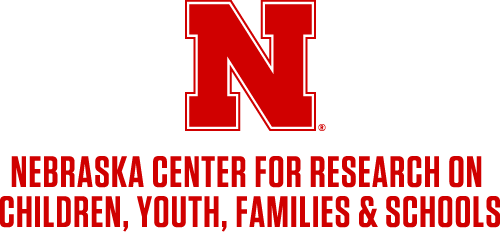 N®
NEBRASKA CENTER FOR RESEARCH ON
CHILDREN, YOUTH, FAMILIES & SCHOOLS